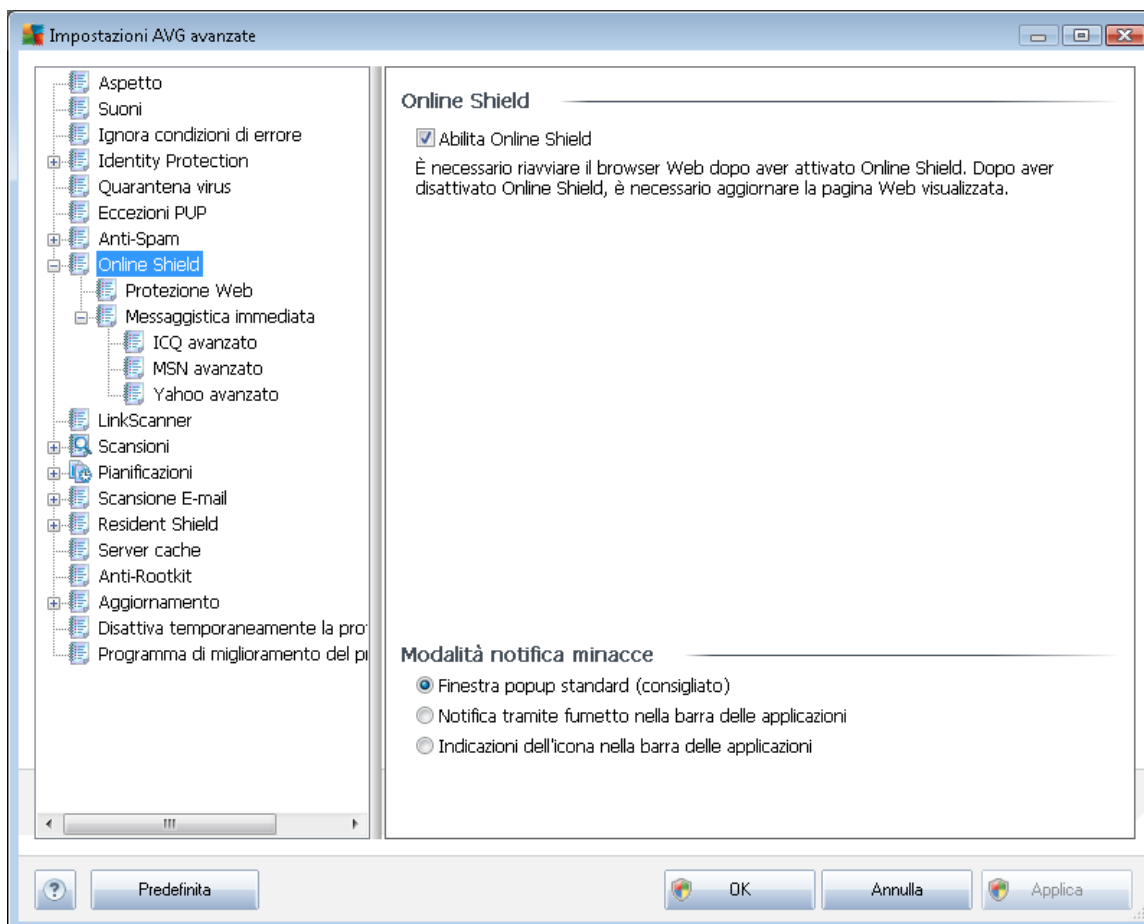 Impostazioni AVG avanzate
Aspetto
Suoni
Ignora condizioni di errore
Identity Protection
Quarantena virus
Eccezioni PUP
Anti-Spam
Online Shield
Protezione Web
Messaggistica immediata
ICQ avanzato
MSN avanzato
Yahoo avanzato
LinkScanner
Scansioni
Pianificazioni
Scansione E-mail
Resident Shield
Server cache
Anti-Rootkit
Aggiornamento
Disattiva temporaneamente la pro
Programma di miglioramento del p
Online Shield
Abilita Online Shield
È necessario riavviare il browser Web dopo aver attivato Online Shield. Dopo aver
disattivato Online Shield, è necessario aggiornare la pagina Web visualizzata.
Modalità notifica minacce
Finestra popup standard (consigliato)
Notifica tramite fumetto nella barra delle applicazioni
Indicazioni dell'icona nella barra delle applicazioni
Predefinita
OK
Annulla
Applica